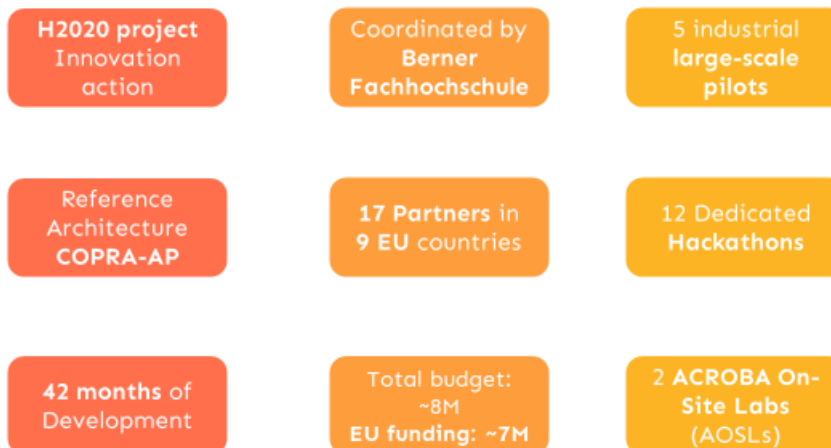 H2020 project
Innovation
action
Coordinated by
Berner
Fachhochschule
5 industrial
large-scale
pilots
Reference
Architecture
COPRA-AP
17 Partners in
9 EU countries
12 Dedicated
Hackathons
42 months of
Development
Total budget:
~8M
EU funding: ~7M
2 ACROBA On-
Site Labs
(AOSLs)